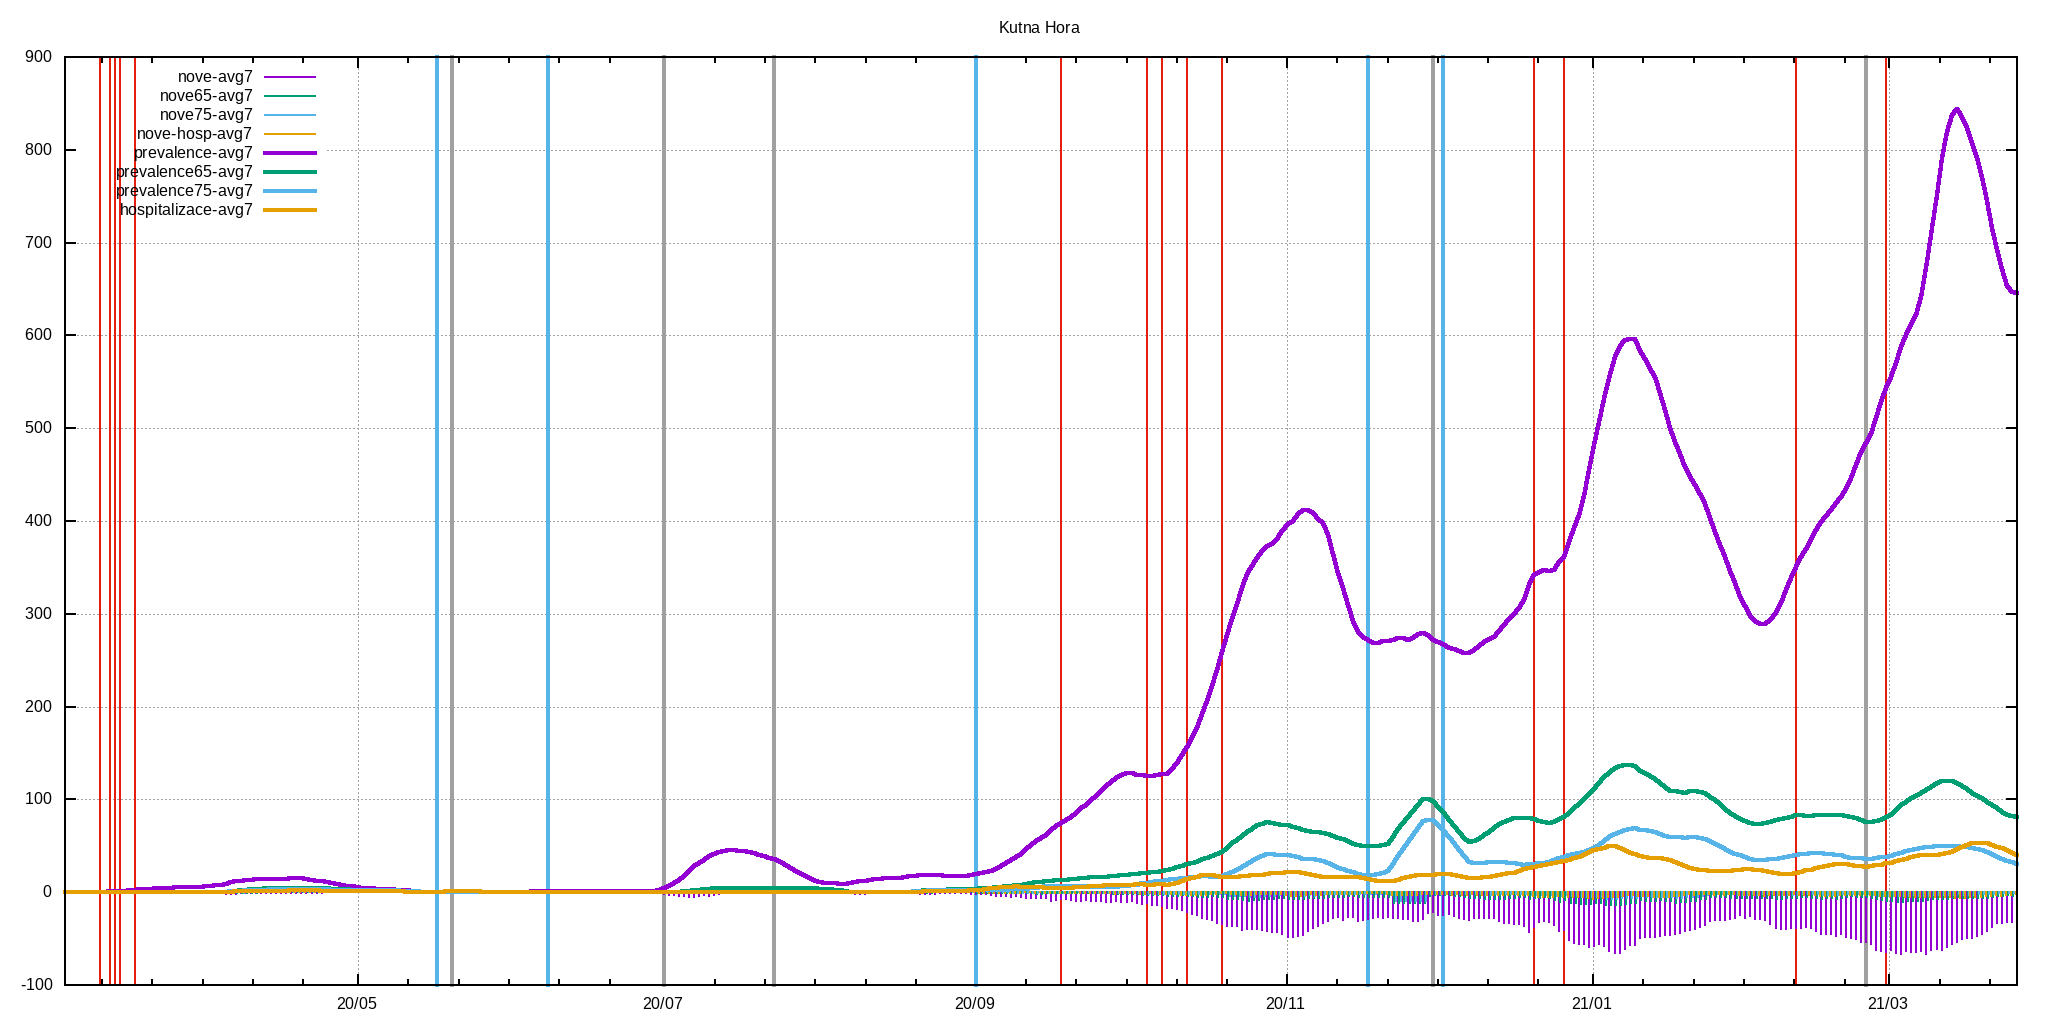 Kutna Hora
900
800
700
600
500
400
300
200
100
0
-100
nove-avg7
nove65-avg7
nove75-avg7
nove-hosp-avg7
prevalence-avg7
prevalence65-avg7
prevalence75-avg7
hospitalizace-avg7
20/05
20/07
20/09
20/11
21/01
21/03